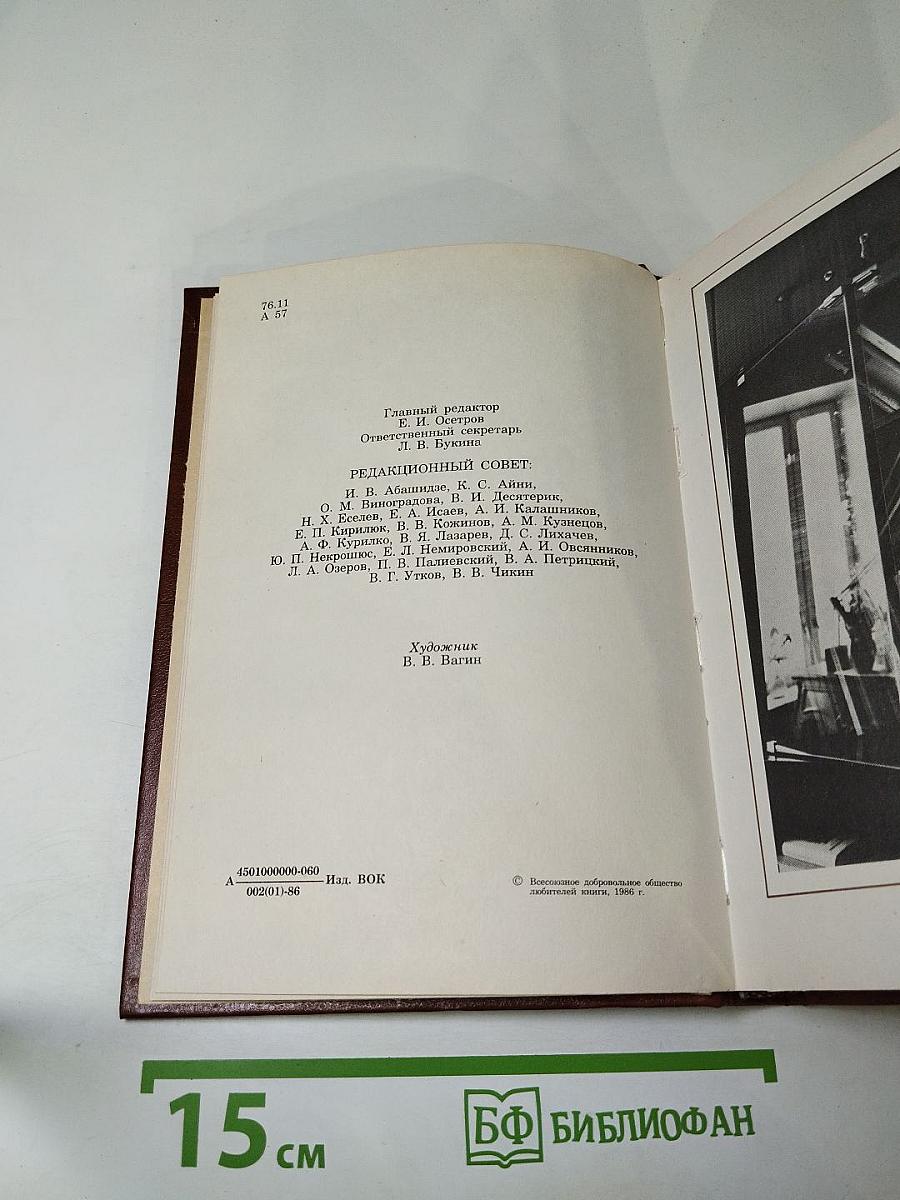 76.11
А 57
Главный редактор
Е. И. Осетров
Ответственный секретарь
Л. В. Букина
РЕДАКЦИОННЫЙ СОВЕТ:
И. В. Абашидзе, К. С. Айни,
О. М. Виноградова, В. И. Десятерик,
Н. Х. Еселев, Е. А. Исаев, А. И. Калашников,
Е. П. Кирилюк, В. В. Кожинов, А. М. Кузнецов,
А. Ф. Курилко, В. Я. Лазарев, Д. С. Лихачев,
Ю. П. Некрошюс, Е. Л. Немировский, А. И. Овсянников,
Л. А. Озеров, П. В. Палиевский, В. А. Петрицкий,
В. Г. Утков, В. В. Чикин
Художник
В. В. Вагин
А 4501000000-060 Изд. ВОК
002(01)-86
© Всесоюзное добровольное общество
любителей книги, 1986 г.
15 см
БФ БИБЛИОФАН